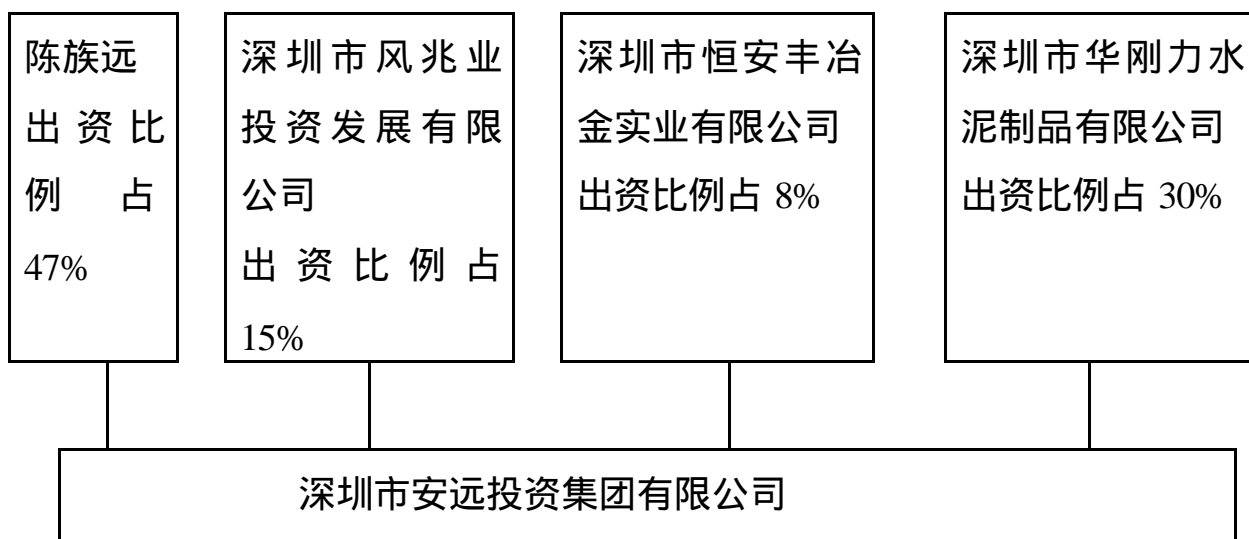 陈族远
出资比
例占
47%
深圳市风兆业
投资发展有限
公司
出资比例占
15%
深圳市恒安丰冶
金实业有限公司
出资比例占 8%
深圳市华刚力水
泥制品有限公司
出资比例占 30%
深圳市安远投资集团有限公司